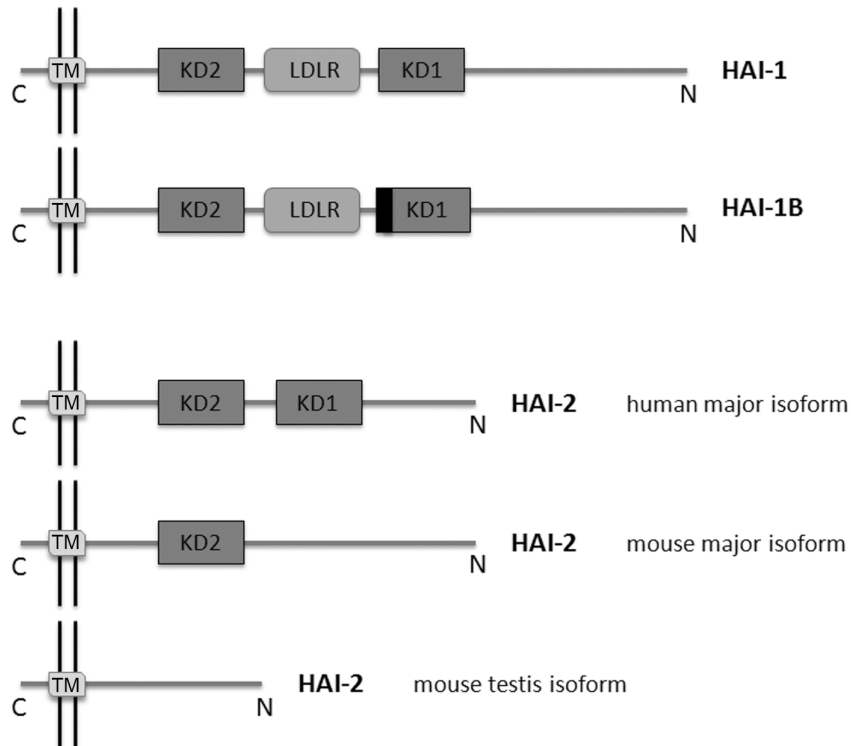 TM KD2 LDLR KD1 HAI-1
C N
TM KD2 LDLR KD1 HAI-1B
C N
TM KD2 KD1 HAI-2 human major isoform
C N
TM KD2 HAI-2 mouse major isoform
C N
TM HAI-2 mouse testis isoform
C N